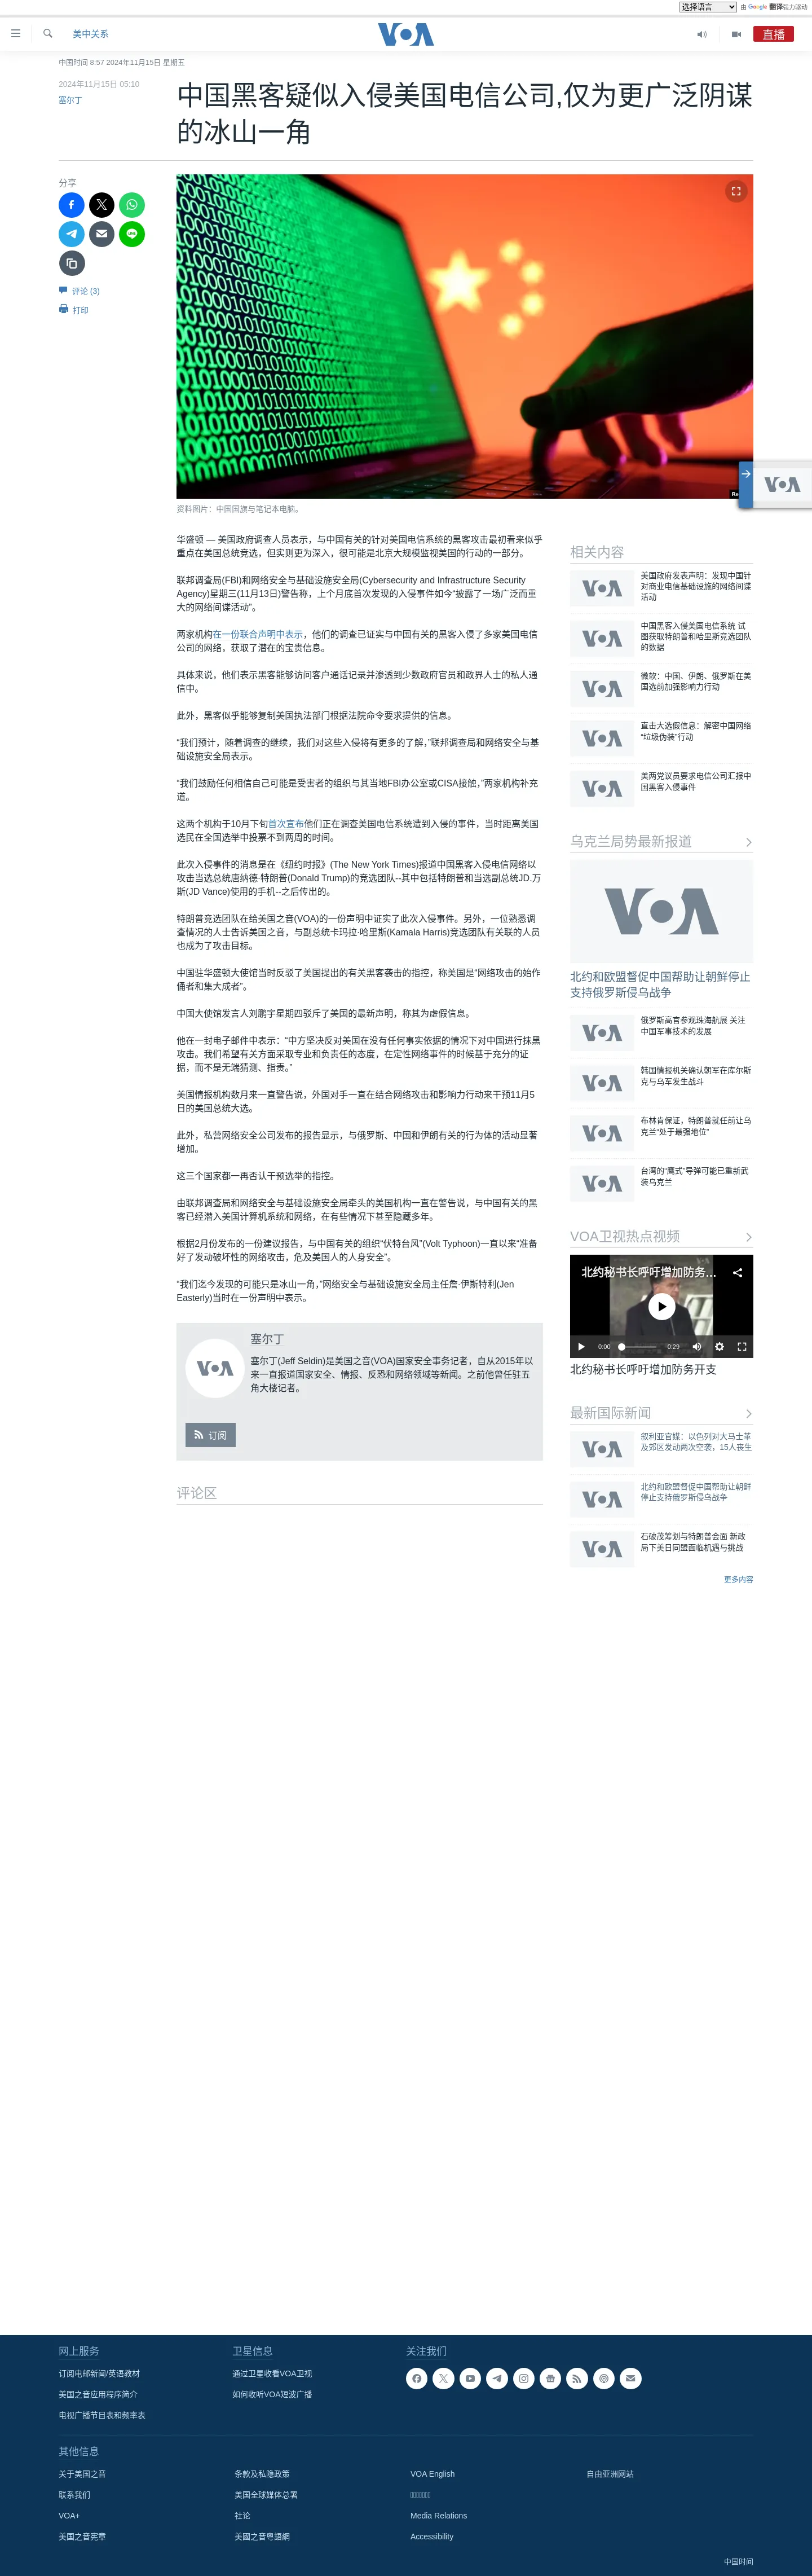 选择语言 由 Google 翻译强力驱动
美中关系
VOA
直播
中国时间 8:57 2024年11月15日 星期五
2024年11月15日 05:10
塞尔丁
中国黑客疑似入侵美国电信公司,仅为更广泛阴谋
的冰山一角
分享
评论 (3)
打印
资料图片：中国国旗与笔记本电脑。
华盛顿 — 美国政府调查人员表示，与中国有关的针对美国电信系统的黑客攻击最初看来似乎
重点在美国总统竞选，但实则更为深入，很可能是北京大规模监视美国的行动的一部分。
联邦调查局(FBI)和网络安全与基础设施安全局(Cybersecurity and Infrastructure Security
Agency)星期三(11月13日)警告称，上个月底首次发现的入侵事件如今“披露了一场广泛而重
大的网络间谍活动”。
两家机构在一份联合声明中表示，他们的调查已证实与中国有关的黑客入侵了多家美国电信
公司的网络，获取了潜在的宝贵信息。
具体来说，他们表示黑客能够访问客户通话记录并渗透到少数政府官员和政界人士的私人通
信中。
此外，黑客似乎能够复制美国执法部门根据法院命令要求提供的信息。
“我们预计，随着调查的继续，我们对这些入侵将有更多的了解，”联邦调查局和网络安全与基
础设施安全局表示。
“我们鼓励任何相信自己可能是受害者的组织与其当地FBI办公室或CISA接触，”两家机构补充
道。
这两个机构于10月下旬首次宣布他们正在调查美国电信系统遭到入侵的事件，当时距离美国
选民在全国选举中投票不到两周的时间。
此次入侵事件的消息是在《纽约时报》(The New York Times)报道中国黑客入侵电信网络以
攻击当选总统唐纳德·特朗普(Donald Trump)的竞选团队--其中包括特朗普和当选副总统JD.万
斯(JD Vance)使用的手机--之后传出的。
特朗普竞选团队在给美国之音(VOA)的一份声明中证实了此次入侵事件。另外，一位熟悉调
查情况的人士告诉美国之音，与副总统卡玛拉·哈里斯(Kamala Harris)竞选团队有关联的人员
也成为了攻击目标。
中国驻华盛顿大使馆当时反驳了美国提出的有关黑客袭击的指控，称美国是“网络攻击的始作
俑者和集大成者”。
中国大使馆发言人刘鹏宇星期四驳斥了美国的最新声明，称其为虚假信息。
他在一封电子邮件中表示：“中方坚决反对美国在没有任何事实依据的情况下对中国进行抹黑
攻击。我们希望有关方面采取专业和负责任的态度，在定性网络事件的时候基于充分的证
据，而不是无端猜测、指责。”
美国情报机构数月来一直警告说，外国对手一直在结合网络攻击和影响力行动来干预11月5
日的美国总统大选。
此外，私营网络安全公司发布的报告显示，与俄罗斯、中国和伊朗有关的行为体的活动显著
增加。
这三个国家都一再否认干预选举的指控。
由联邦调查局和网络安全与基础设施安全局牵头的美国机构一直在警告说，与中国有关的黑
客已经潜入美国计算机系统和网络，在有些情况下甚至隐藏多年。
根据2月份发布的一份建议报告，与中国有关的组织“伏特台风”(Volt Typhoon)一直以来“准备
好了发动破坏性的网络攻击，危及美国人的人身安全”。
“我们迄今发现的可能只是冰山一角，”网络安全与基础设施安全局主任詹·伊斯特利(Jen
Easterly)当时在一份声明中表示。
VOA
塞尔丁
塞尔丁(Jeff Seldin)是美国之音(VOA)国家安全事务记者，自从2015年以
来一直报道国家安全、情报、反恐和网络领域等新闻。之前他曾任驻五
角大楼记者。
订阅
评论区
VOA
相关内容
VOA
美国政府发表声明：发现中国针
对商业电信基础设施的网络间谍
活动
VOA
中国黑客入侵美国电信系统 试
图获取特朗普和哈里斯竞选团队
的数据
VOA
微软：中国、伊朗、俄罗斯在美
国选前加强影响力行动
VOA
直击大选假信息：解密中国网络
“垃圾伪装”行动
VOA
美两党议员要求电信公司汇报中
国黑客入侵事件
乌克兰局势最新报道
VOA
北约和欧盟督促中国帮助让朝鲜停止
支持俄罗斯侵乌战争
VOA
俄罗斯高官参观珠海航展 关注
中国军事技术的发展
VOA
韩国情报机关确认朝军在库尔斯
克与乌军发生战斗
VOA
布林肯保证，特朗普就任前让乌
克兰“处于最强地位”
VOA
台湾的“鹰式”导弹可能已重新武
装乌克兰
VOA卫视热点视频
北约秘书长呼吁增加防务...
0:00 0:29
北约秘书长呼吁增加防务开支
最新国际新闻
VOA
叙利亚官媒：以色列对大马士革
及郊区发动两次空袭，15人丧生
VOA
北约和欧盟督促中国帮助让朝鲜
停止支持俄罗斯侵乌战争
VOA
石破茂筹划与特朗普会面 新政
局下美日同盟面临机遇与挑战
更多内容
网上服务
订阅电邮新闻/英语教材
美国之音应用程序简介
电视广播节目表和频率表
卫星信息
通过卫星收看VOA卫视
如何收听VOA短波广播
关注我们
其他信息
关于美国之音
联系我们
VOA+
美国之音宪章
条款及私隐政策
美国全球媒体总署
社论
美國之音粵語網
VOA English
Media Relations
Accessibility
自由亚洲网站
中国时间